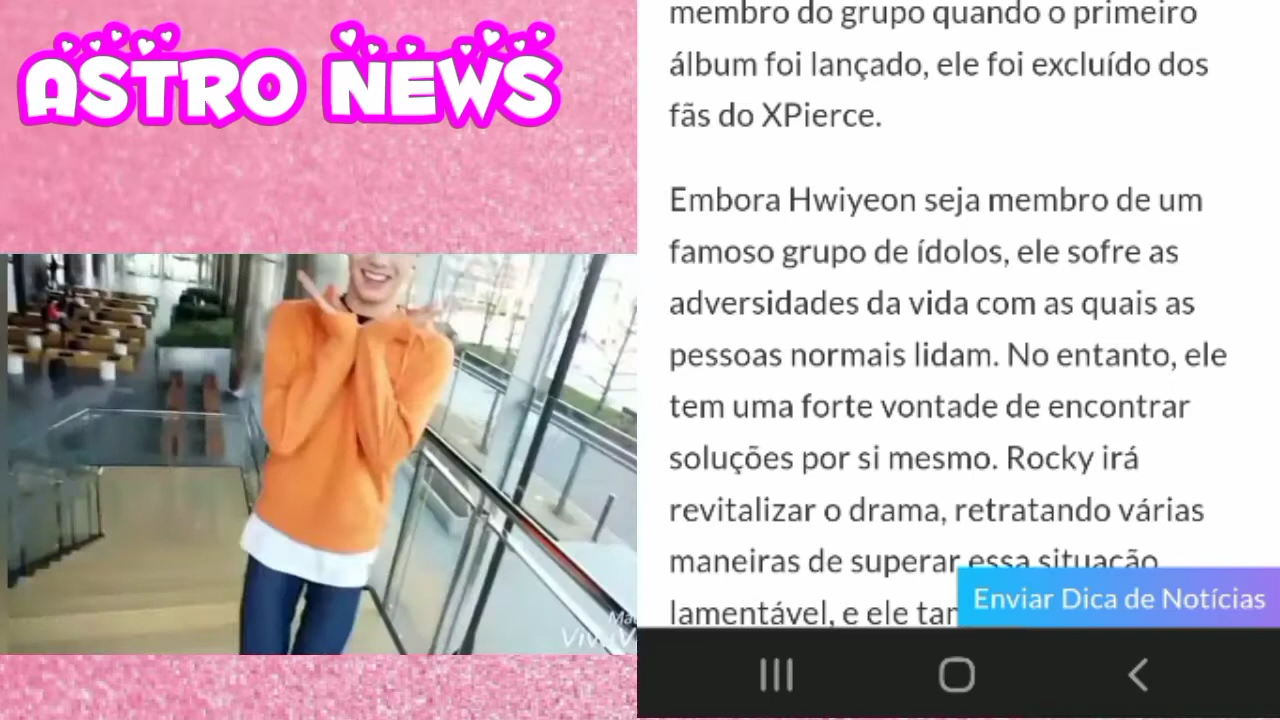 ASTRO NEWS
membro do grupo quando o primeiro
álbum foi lançado, ele foi excluído dos
fãs do XPierce.
Embora Hwiyeon seja membro de um
famoso grupo de ídolos, ele sofre as
adversidades da vida com as quais as
pessoas normais lidam. No entanto, ele
tem uma forte vontade de encontrar
soluções por si mesmo. Rocky irá
revitalizar o drama, retratando várias
maneiras de superar essa situação
lamentável, e ele tam
Enviar Dica de Notícias